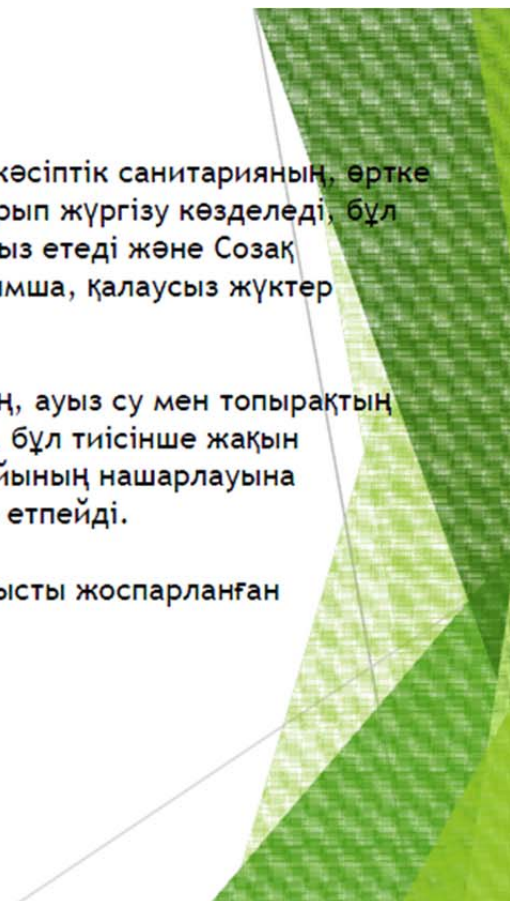 кәсіптік санитарияның, өртке
рып жүргізу көзделеді, бұл
ыз етеді және Созақ
мша, қалаусыз жүктер
ң, ауыз су мен топырақтың
бұл тиісінше жақын
йының нашарлауына
етпейді.
ысты жоспарланған